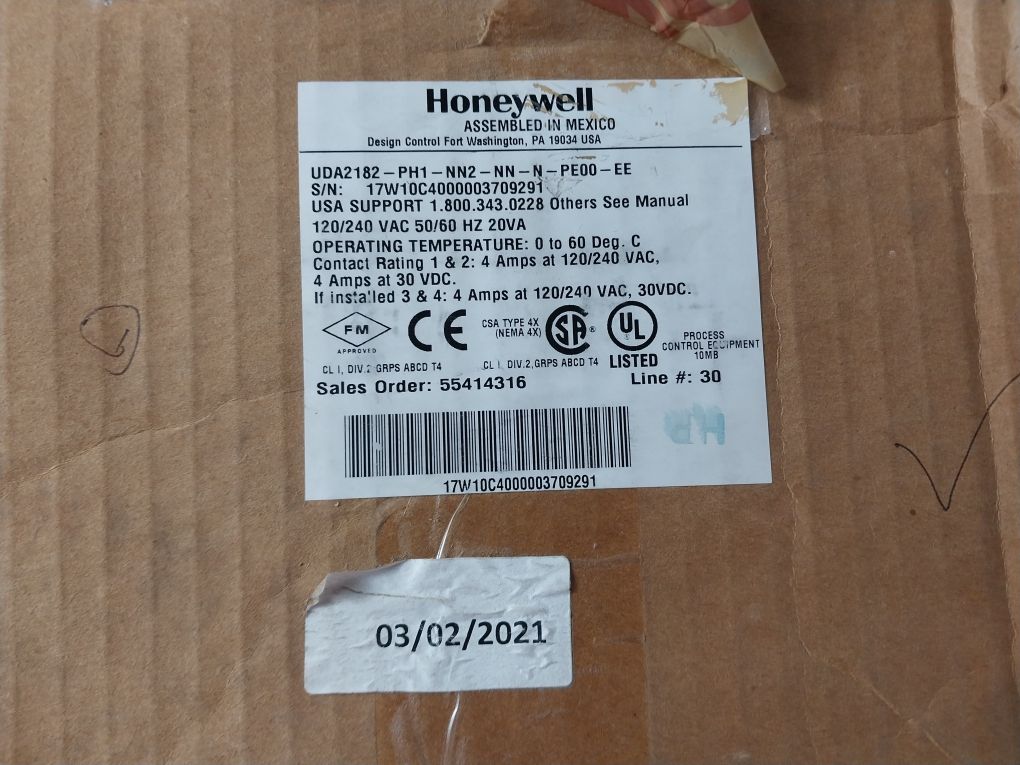 Honeywell
ASSEMBLED IN MEXICO
Design Control Fort Washington, PA 19034 USA
UDA2182-PH1-NN2-NN-N-PE00-EE
S/N: 17W10C4000003709291
USA SUPPORT 1.800.343.0228 Others See Manual
120/240 VAC 50/60 HZ 20VA
OPERATING TEMPERATURE: 0 to 60 Deg. C
Contact Rating 1 & 2: 4 Amps at 120/240 VAC,
4 Amps at 30 VDC.
If installed 3 & 4: 4 Amps at 120/240 VAC, 30VDC.
FM
APPROVED
CL I, DIV.2 GRPS ABCD T4
CE
CSA TYPE 4X
(NEMA 4X)
SA ®
CL I, DIV.2, GRPS ABCD T4
UL
LISTED
PROCESS
CONTROL EQUIPMENT
10MB
Sales Order: 55414316
Line #: 30
17W10C4000003709291
03/02/2021